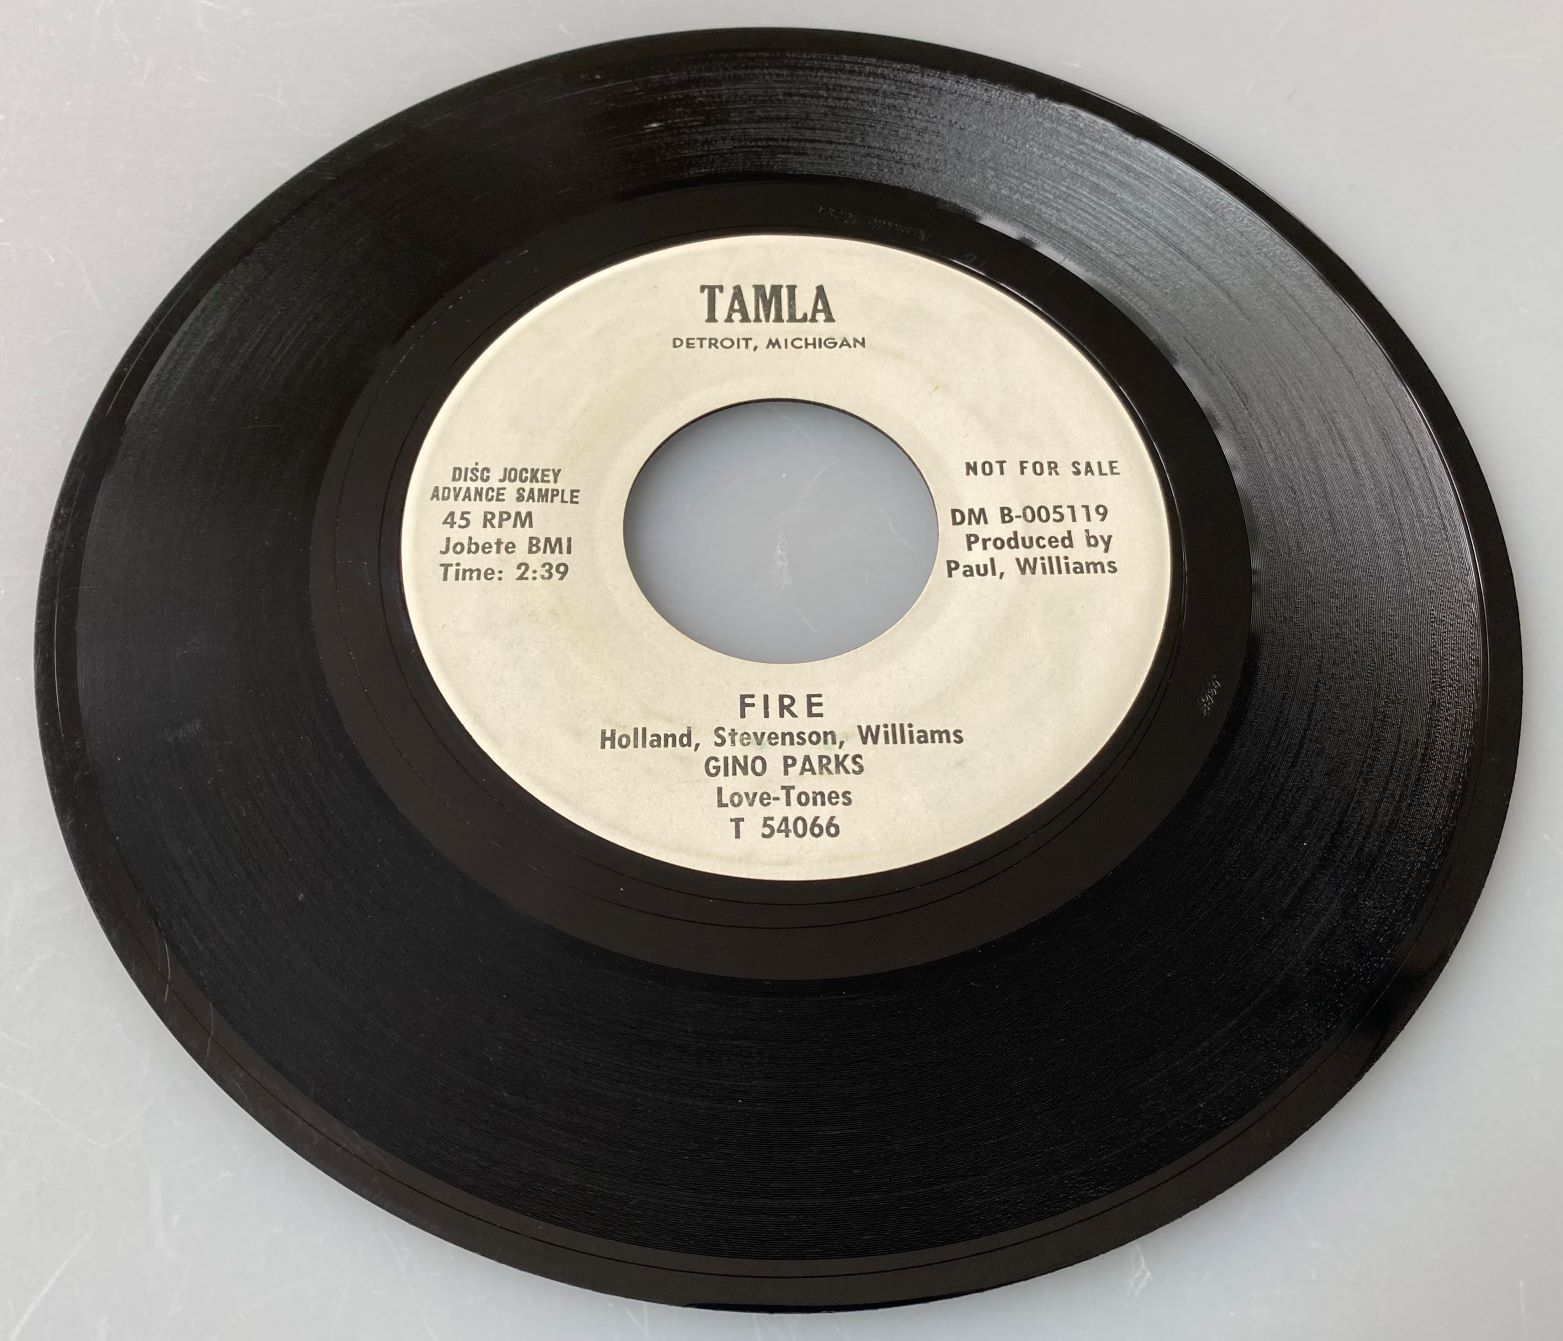 TAMLA
DETROIT, MICHIGAN
DISC JOCKEY
ADVANCE SAMPLE
45 RPM
Jobete BMI
Time: 2:39
NOT FOR SALE
DM B-005119
Produced by
Paul, Williams
FIRE
Holland, Stevenson, Williams
GINO PARKS
Love-Tones
T 54066